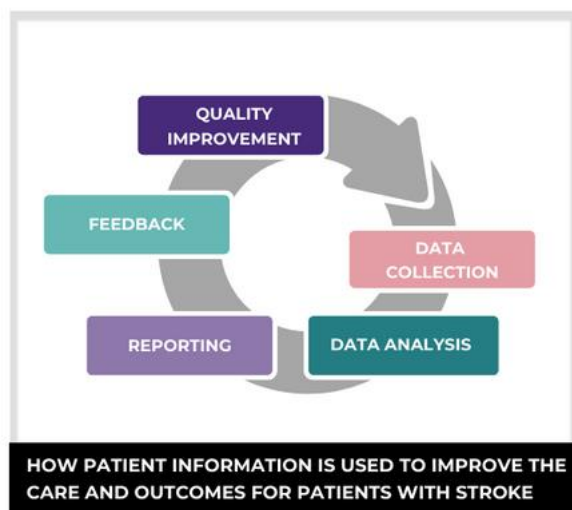 QUALITY
IMPROVEMENT
FEEDBACK
DATA
COLLECTION
REPORTING
DATA ANALYSIS
HOW PATIENT INFORMATION IS USED TO IMPROVE THE
CARE AND OUTCOMES FOR PATIENTS WITH STROKE